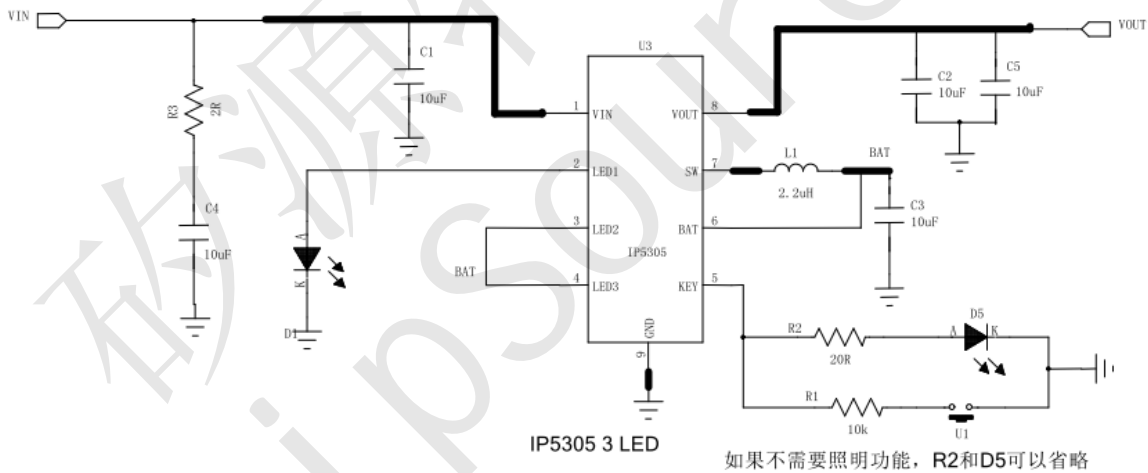 VIN
VOUT
R3
2R
C4
10uF
C1
10uF
U3
1
VIN
2
LED1
3
LED2
4
LED3
BAT
8
VOUT
7
SW
6
BAT
5
KEY
IP5305
GND
9
A
K
D1
L1
2.2uH
BAT
C3
10uF
C2
10uF
C5
10uF
R2
20R
A
D5
K
R1
10k
U1
IP5305 3 LED
如果不需要照明功能，R2和D5可以省略
矽源
ipSour